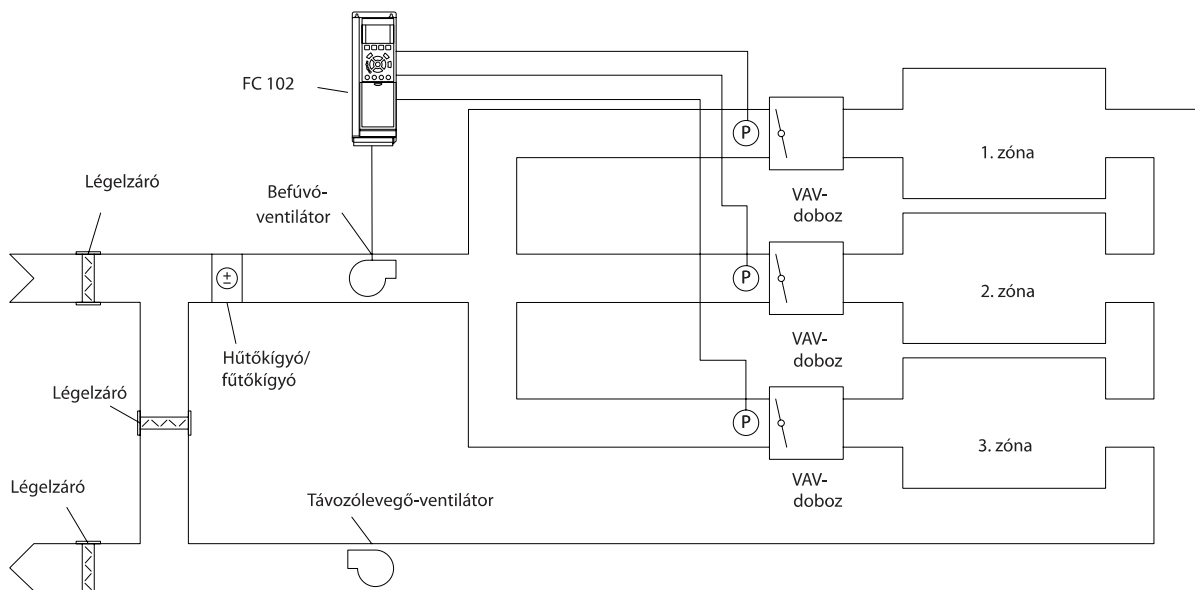 FC 102
Légelzáró
Befúvó-
ventilátor
P
VAV-
doboz
1. zóna
±
P
VAV-
doboz
2. zóna
Hűtőkígyó/
fűtőkígyó
Légelzáró
P
VAV-
doboz
3. zóna
Légelzáró
Távozólevegő-ventilátor